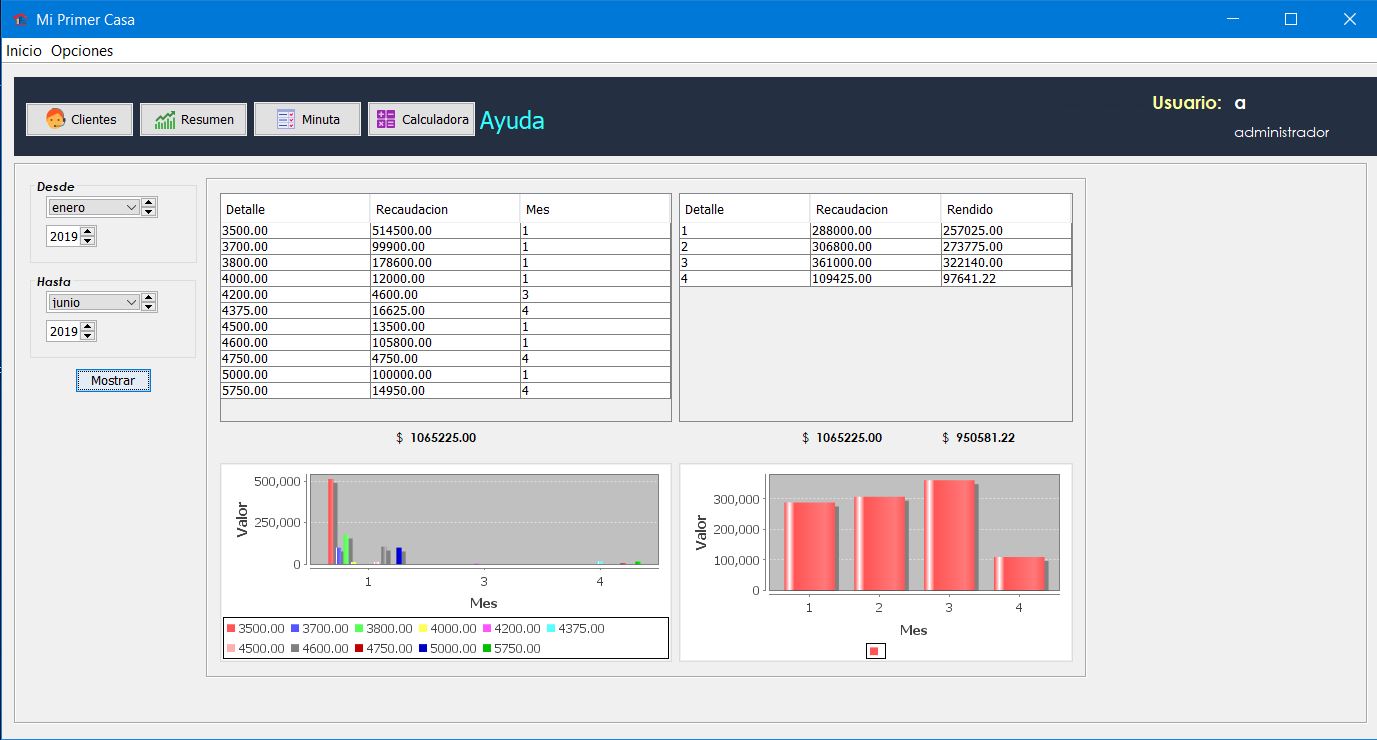 Mi Primer Casa
Inicio Opciones
Clientes Resumen Minuta Calculadora Ayuda
Usuario: a
administrador
Desde
enero
2019
Hasta
junio
2019
Mostrar
Detalle Recaudacion Mes
3500.00 514500.00 1
3700.00 99900.00 1
3800.00 178600.00 1
4000.00 12000.00 1
4200.00 4600.00 3
4375.00 16625.00 4
4500.00 13500.00 1
4600.00 105800.00 1
4750.00 4750.00 4
5000.00 100000.00 1
5750.00 14950.00 4
$ 1065225.00
Detalle Recaudacion Rendido
1 288000.00 257025.00
2 306800.00 273775.00
3 361000.00 322140.00
4 109425.00 97641.22
$ 1065225.00 $ 950581.22
Valor
500,000
250,000
0
1 3 4
Mes
3500.00 3700.00 3800.00 4000.00 4200.00 4375.00
4500.00 4600.00 4750.00 5000.00 5750.00
Valor
300,000
200,000
100,000
0
1 2 3 4
Mes